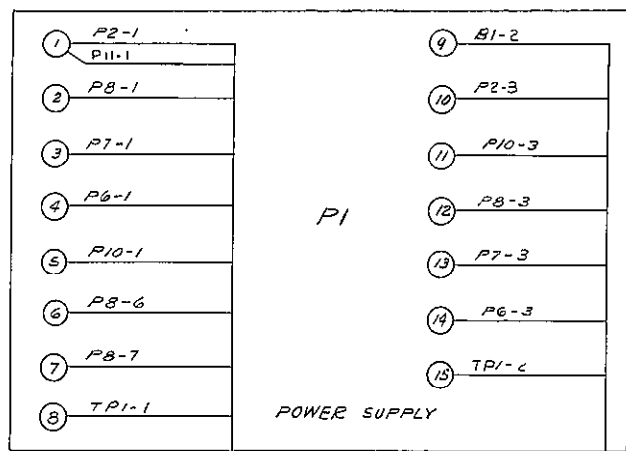 1 P2-1
P11-1
2 P8-1
3 P7-1
4 P6-1
5 P10-1
6 P8-6
7 P8-7
8 TP1-1
P1
POWER SUPPLY
9 B1-2
10 P2-3
11 P10-3
12 P8-3
13 P7-3
14 P6-3
15